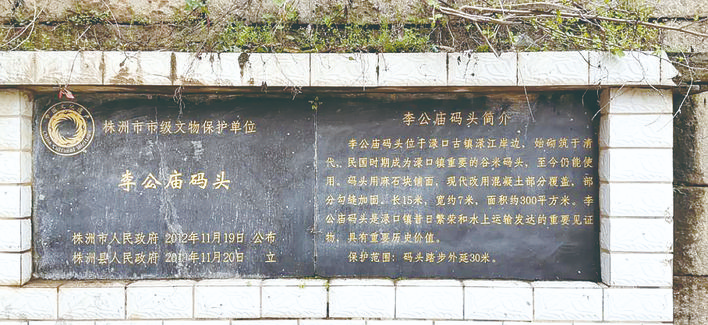 株洲市市级文物保护单位
李公庙码头
株洲市人民政府 2012年11月19日 公布
株洲县人民政府 2013年11月20日 立
李公庙码头简介
李公庙码头位于渌口古镇渌江岸边，始砌筑于清
代、民国时期成为渌口镇重要的谷米码头，至今仍能使
用。码头用麻石块铺面，现代改用混凝土部分覆盖，部
分勾缝加固。长15米，宽约7米，面积约300平方米。李
公庙码头是渌口镇昔日繁荣和水上运输发达的重要见证
物，具有重要历史价值。
保护范围：码头踏步外延30米。